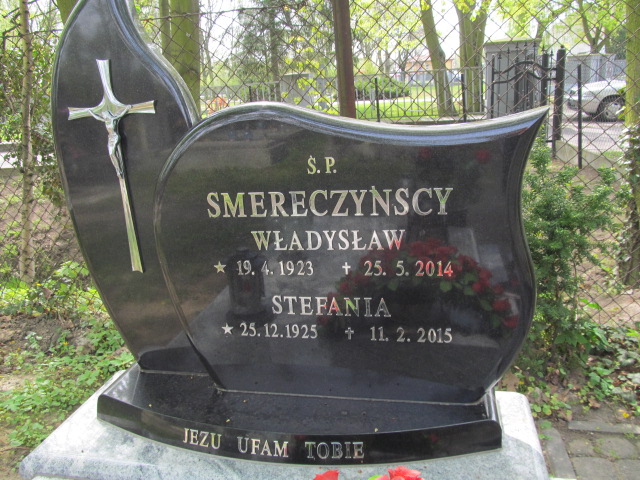 Ś.P.
SMERECZYŃSCY
WŁADYSŁAW
★ 19.4.1923 ✝ 25.5.2014
STEFANIA
★ 25.12.1925 ✝ 11.2.2015
JEZU UFAM TOBIE